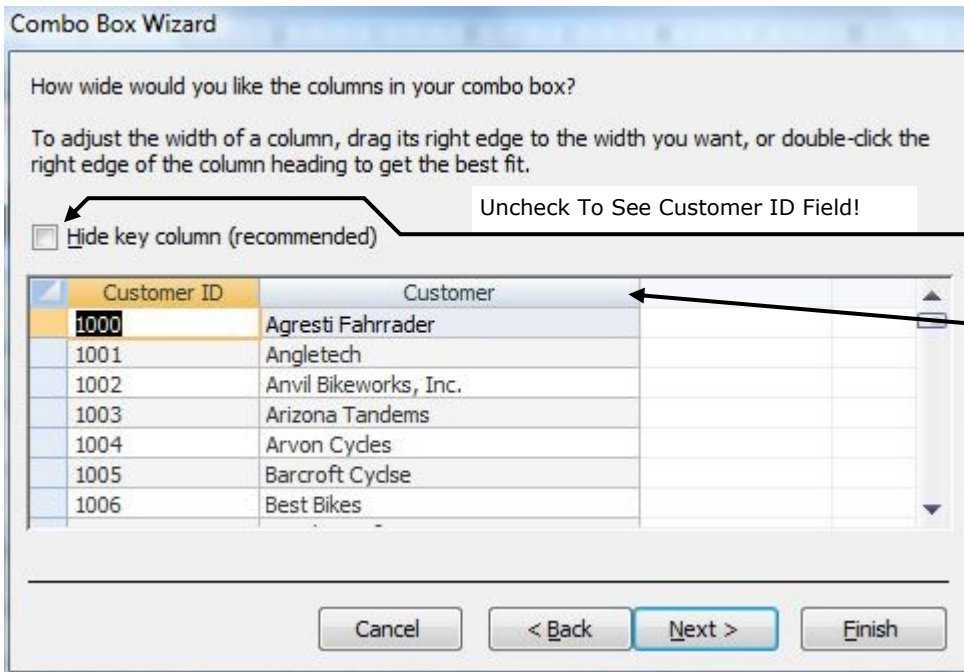 Combo Box Wizard
How wide would you like the columns in your combo box?
To adjust the width of a column, drag its right edge to the width you want, or double-click the
right edge of the column heading to get the best fit.
Uncheck To See Customer ID Field!
Hide key column (recommended)
Customer ID Customer
1000 Agresti Fahrrader
1001 Angletech
1002 Anvil Bikeworks, Inc.
1003 Arizona Tandems
1004 Arvon Cycles
1005 Barcroft Cyclse
1006 Best Bikes
Cancel < Back Next > Finish